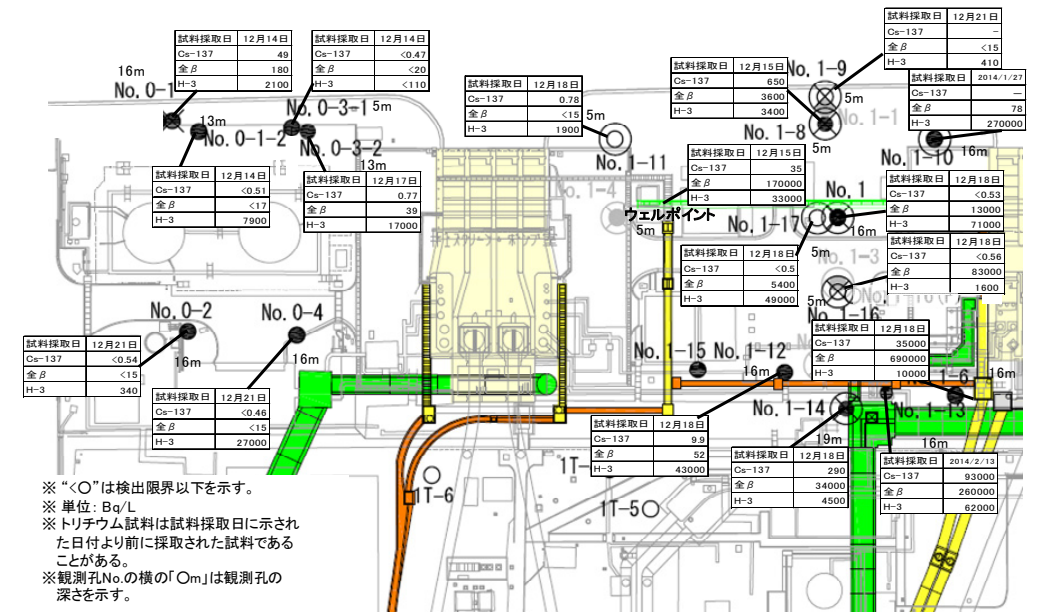 試料採取日 12月14日
Cs-137 49
全β 180
H-3 2100
試料採取日 12月14日
Cs-137 <0.47
全β <20
H-3 <110
試料採取日 12月18日
Cs-137 0.78
全β <15
H-3 1900
試料採取日 12月15日
Cs-137 650
全β 3600
H-3 3400
試料採取日 12月21日
Cs-137 -
全β <15
H-3 410
試料採取日 2014/1/27
Cs-137 —
全β 78
H-3 270000
16m
No. 0-1
13m
No. 0-1-2
No. 0-3-1 5m
No. 0-3-2
13m
5m
No. 1-11
No. 1-9
5m
No. 1-1
No. 1-8
5m
No. 1-10 16m
試料採取日 12月14日
Cs-137 <0.51
全β <17
H-3 7900
試料採取日 12月17日
Cs-137 0.77
全β 39
H-3 17000
試料採取日 12月15日
Cs-137 35
全β 170000
H-3 33000
試料採取日 12月18日
Cs-137 <0.53
全β 13000
H-3 71000
No. 1-4
ウェルポイント
5m
No. 1
No. 1-17
16m
5m
試料採取日 12月18日
Cs-137 <0.5
全β 5400
H-3 49000
試料採取日 12月18日
Cs-137 <0.56
全β 83000
H-3 1600
No. 1-3
5m
No. 1-16
No. 0-2
16m
No. 0-4
16m
試料採取日 12月21日
Cs-137 <0.54
全β <15
H-3 340
試料採取日 12月21日
Cs-137 <0.46
全β <15
H-3 27000
試料採取日 12月18日
Cs-137 35000
全β 690000
H-3 10000
No. 1-15 No. 1-12
16m
16m
1-6
No. 1-14
19m
No. 1-13
16m
試料採取日 12月18日
Cs-137 9.9
全β 52
H-3 43000
試料採取日 12月18日
Cs-137 290
全β 34000
H-3 4500
試料採取日 2014/2/13
Cs-137 93000
全β 260000
H-3 62000
1T-6
1T-
1T-5
※ “<〇”は検出限界以下を示す。
※ 単位: Bq/L
※ トリチウム試料は試料採取日に示され
た日付より前に採取された試料である
ことがある。
※観測孔No.の横の「〇m」は観測孔の
深さを示す。